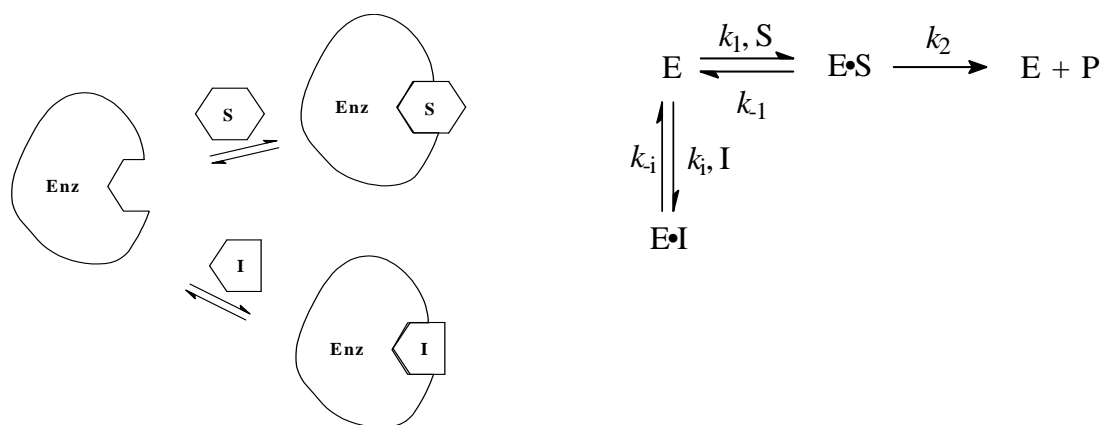 Enz
S
Enz
S
I
Enz
I
k₁, S
E
E•S
k₂
E + P
k₋₁
k₋ᵢ
kᵢ, I
E•I